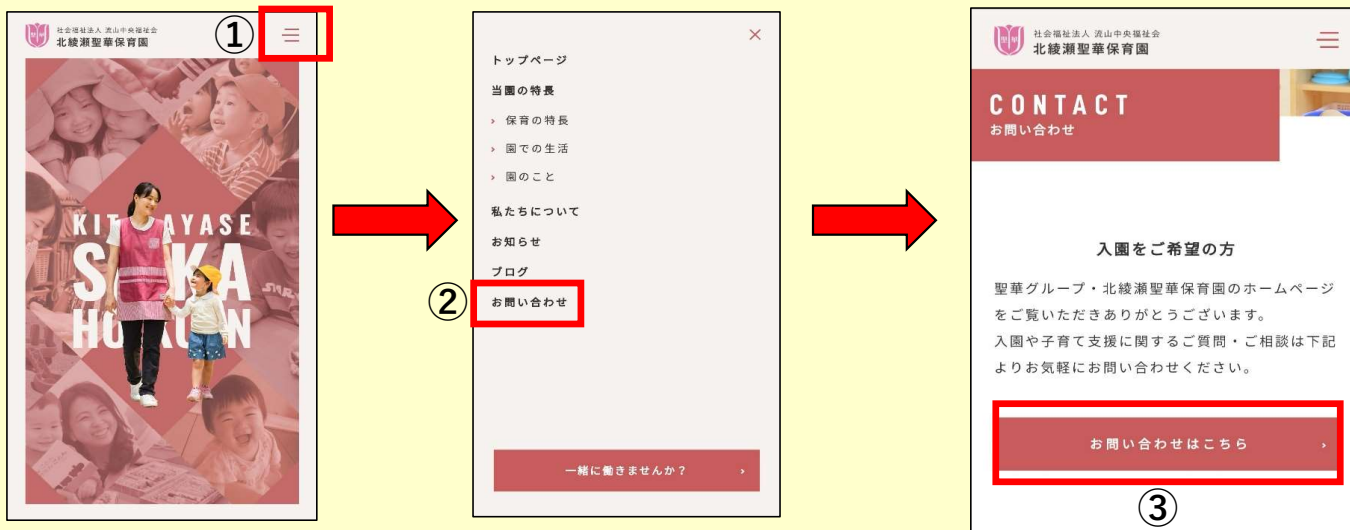 社会福祉法人 流山中央福祉会
北綾瀬聖華保育園
①
KITAAYASE
SEIKA
HOIKUEN
トップページ
当園の特長
› 保育の特長
› 園での生活
› 園のこと
私たちについて
お知らせ
ブログ
②
お問い合わせ
一緒に働きませんか？ ›
社会福祉法人 流山中央福祉会
北綾瀬聖華保育園
CONTACT
お問い合わせ
入園をご希望の方
聖華グループ・北綾瀬聖華保育園のホームページ
をご覧いただきありがとうございます。
入園や子育て支援に関するご質問・ご相談は下記
よりお気軽にお問い合わせください。
お問い合わせはこちら ›
③